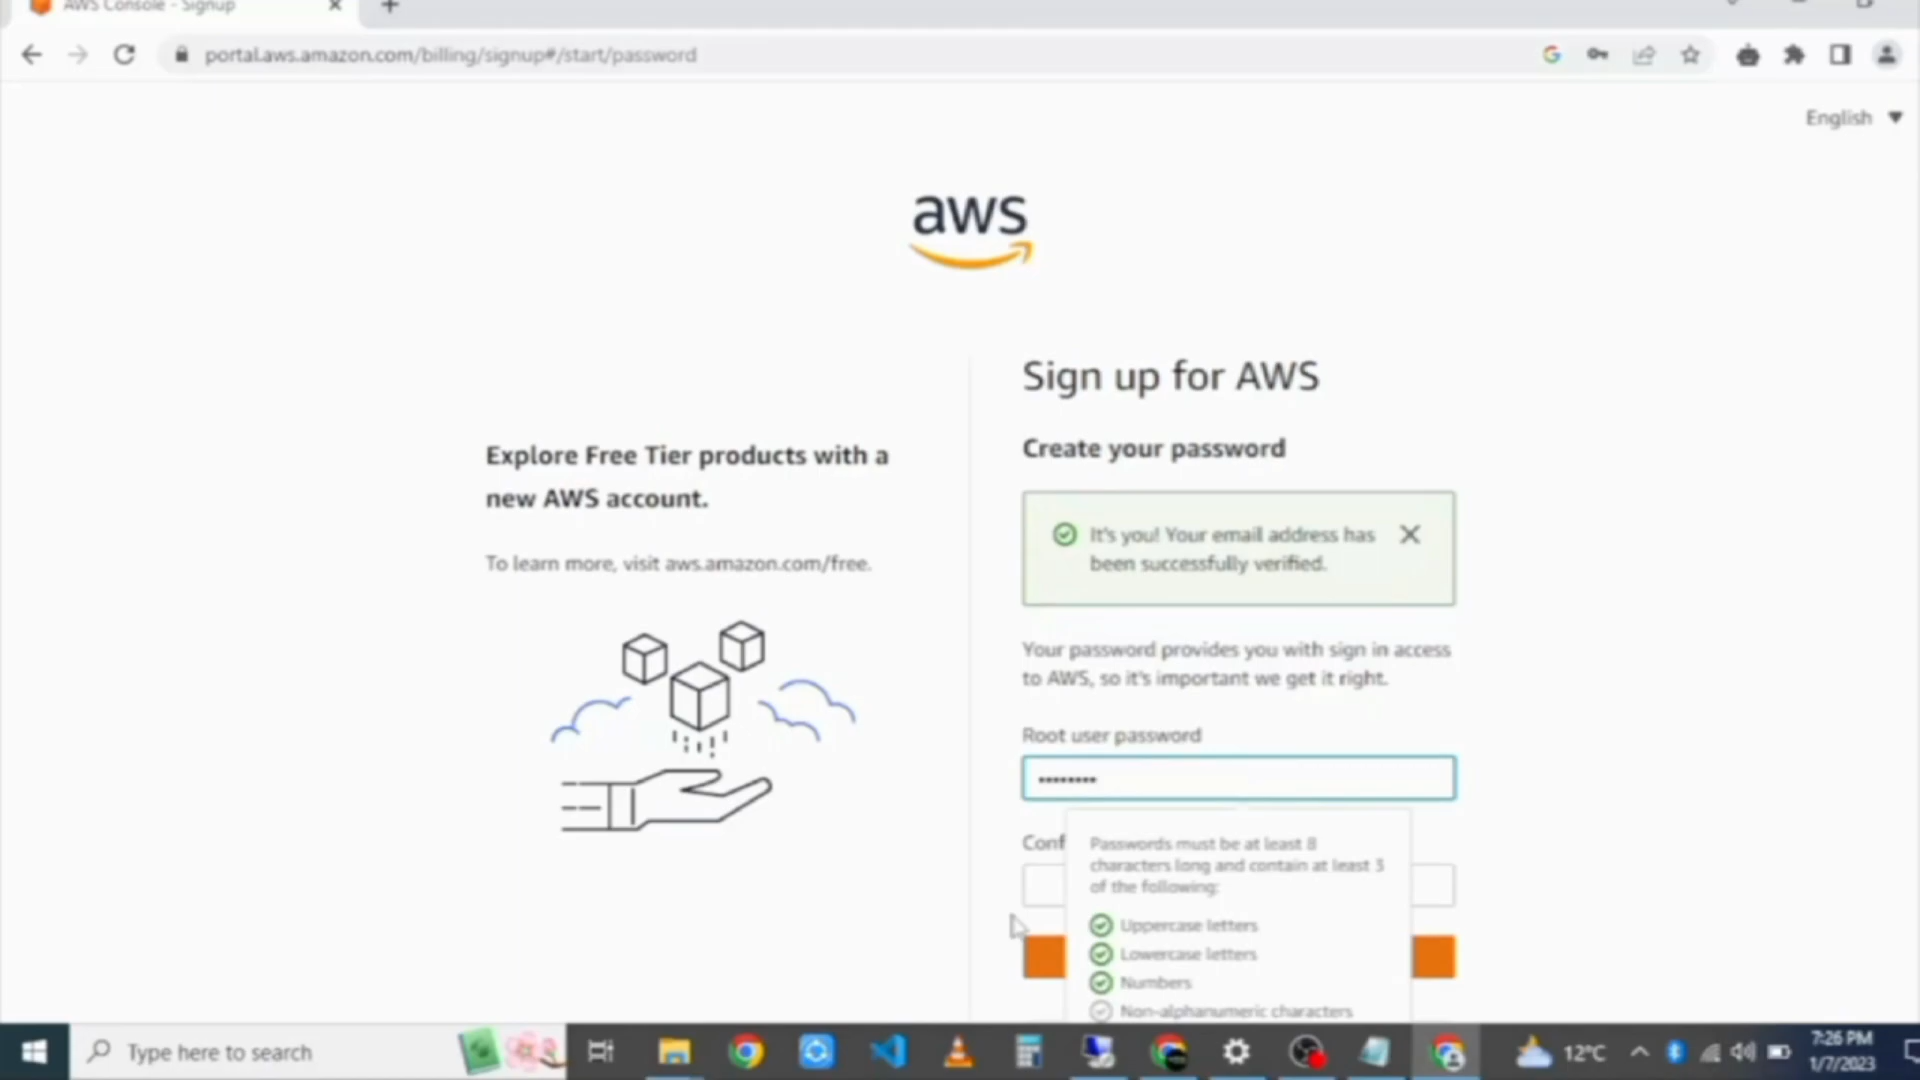 AWS Console - Signup
portal.aws.amazon.com/billing/signup#/start/password
English
aws
Sign up for AWS
Create your password
It's you! Your email address has
been successfully verified.
Explore Free Tier products with a
new AWS account.
To learn more, visit aws.amazon.com/free.
Your password provides you with sign in access
to AWS, so it's important we get it right.
Root user password
Conf
Passwords must be at least 8
characters long and contain at least 3
of the following:
Uppercase letters
Lowercase letters
Numbers
Non-alphanumeric characters
Type here to search
12°C
7:26 PM
1/7/2023